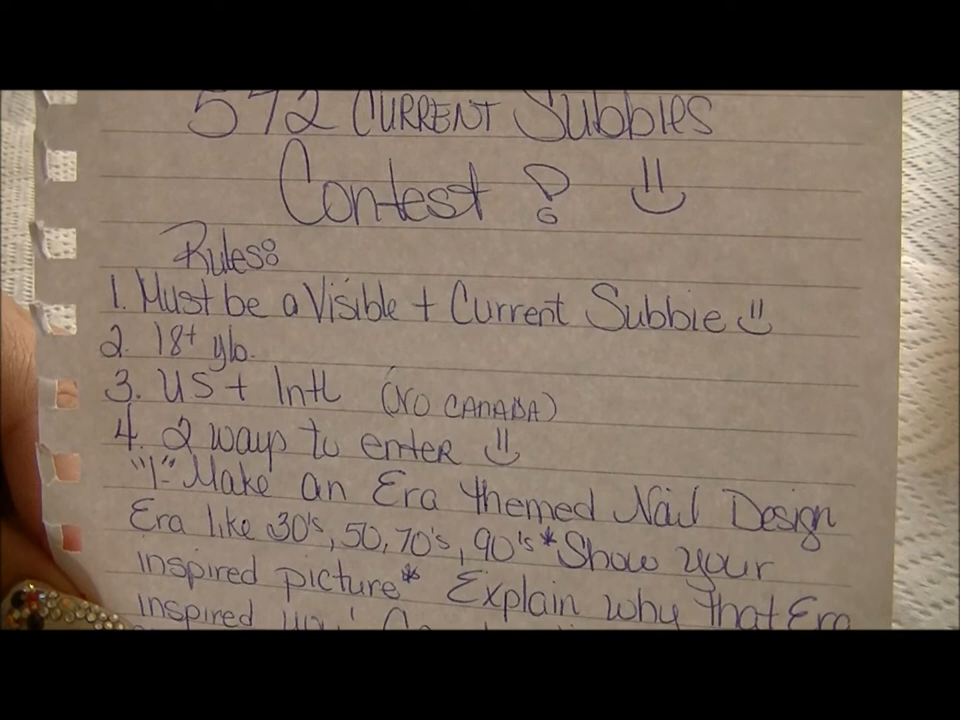 572 CURRENT Subbies
Contest !
Rules:
1. Must be a Visible + Current Subbie
2. 18+ y/o.
3. US + Intl (NO CANADA)
4. 2 ways to enter
"1-" Make an Era themed Nail Design
Era like 30's, 50, 70's, 90's *Show your
inspired picture* Explain why that Era
inspired you!